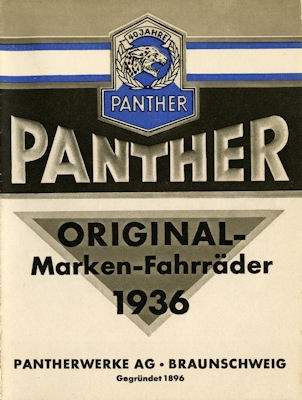 40 JAHRE
PANTHER
PANTHER
ORIGINAL-
Marken-Fahrräder
1936
PANTHERWERKE AG • BRAUNSCHWEIG
Gegründet 1896